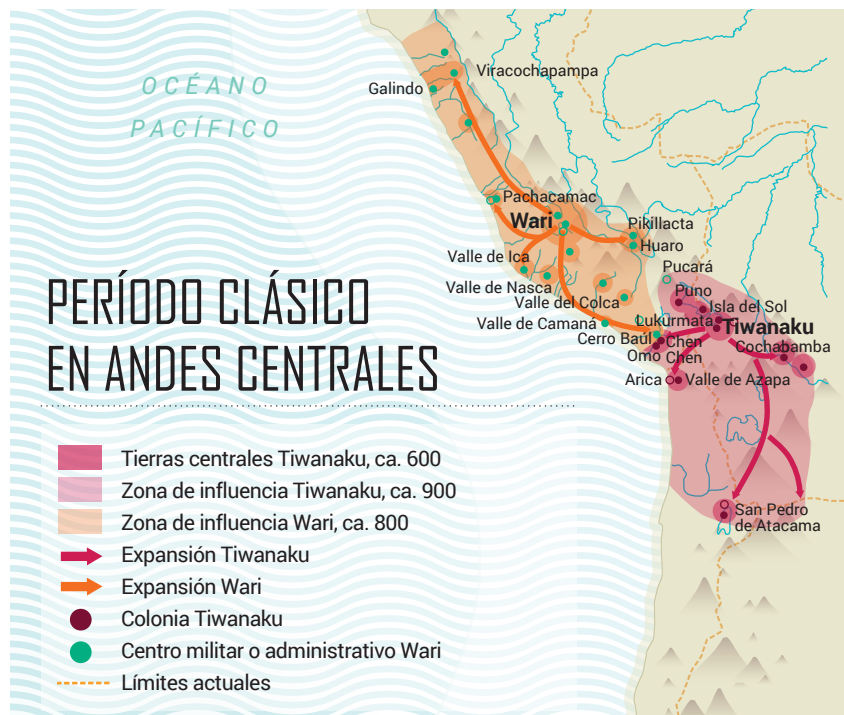 OCÉANO
PACÍFICO
Viracochapampa
Galindo
Pachacamac
Wari
Pikillacta
Huaro
Valle de Ica
Pucará
Valle de Nasca
Puno
Valle del Colca
Isla del Sol
Valle de Camaná
Lukurmata
Tiwanaku
Cerro Baúl
Chen
Cochabamba
Omo
Chen
Arica
Valle de Azapa
San Pedro
de Atacama
PERÍODO CLÁSICO
EN ANDES CENTRALES
Tierras centrales Tiwanaku, ca. 600
Zona de influencia Tiwanaku, ca. 900
Zona de influencia Wari, ca. 800
Expansión Tiwanaku
Expansión Wari
Colonia Tiwanaku
Centro militar o administrativo Wari
Límites actuales